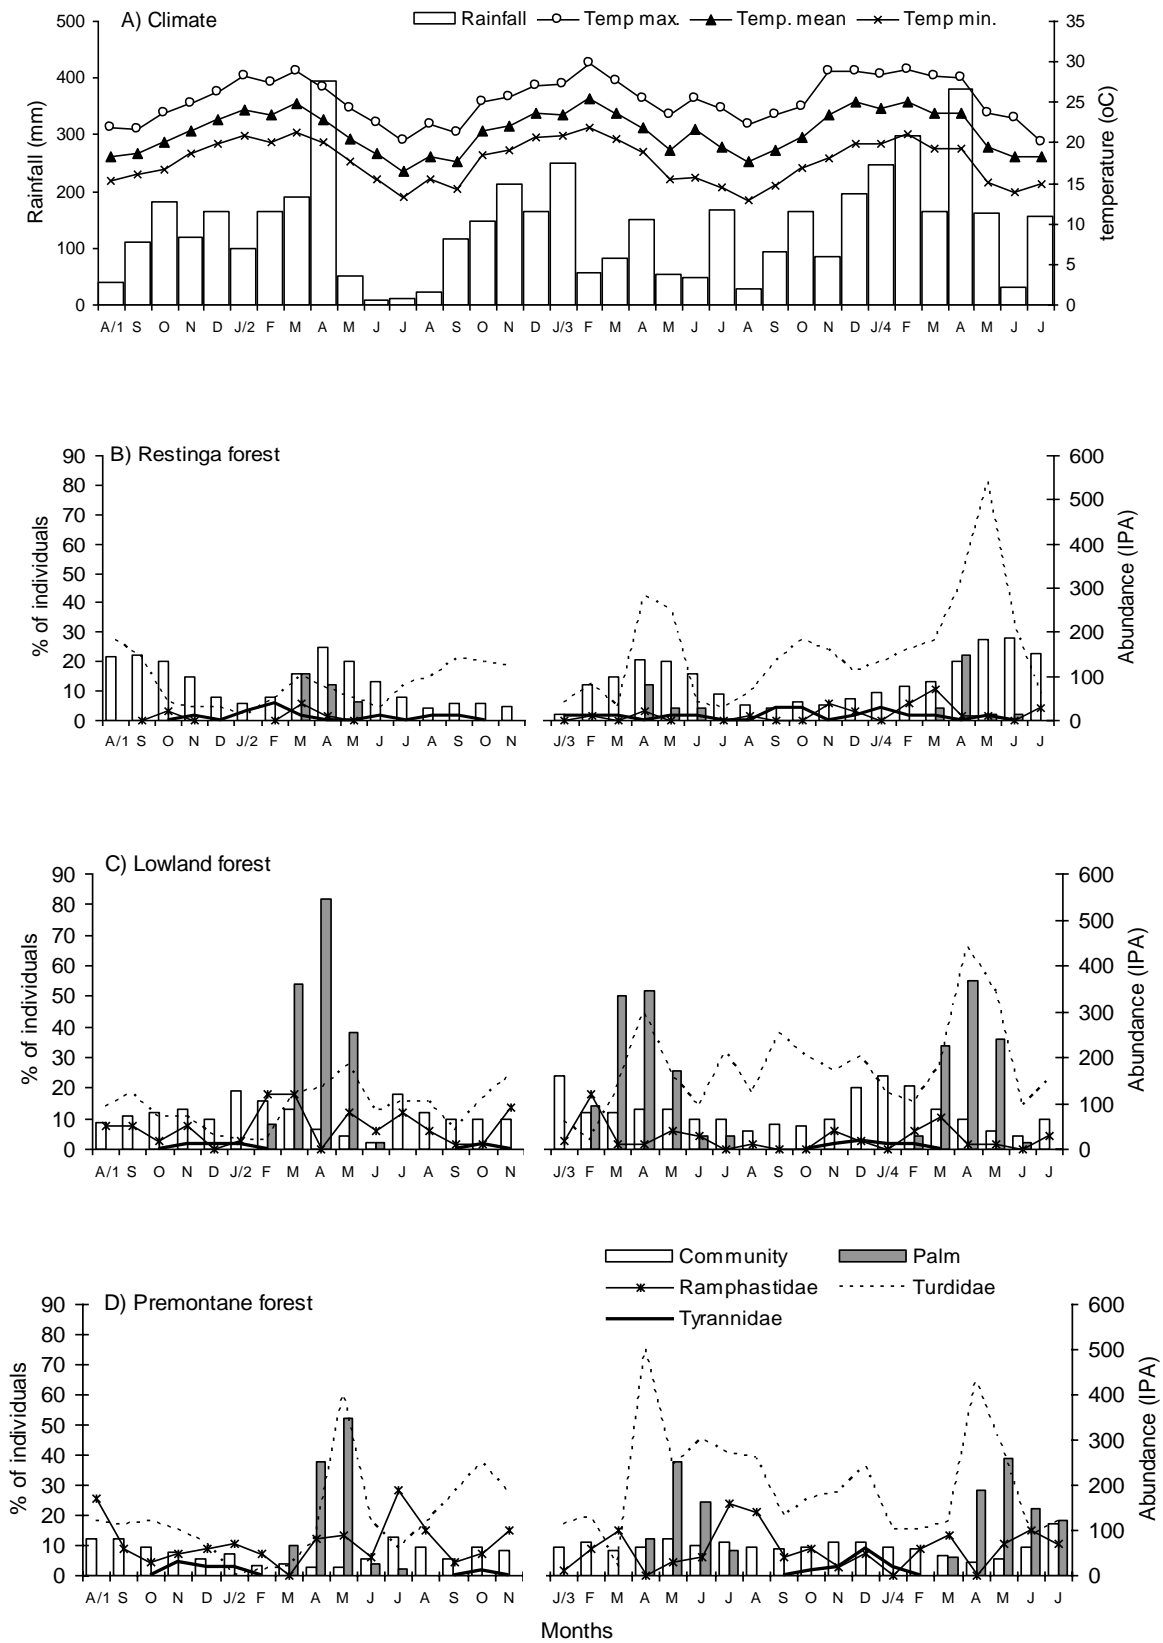 A) Climate
Rainfall Temp max. Temp. mean Temp min.
500 35
400 30
300 25
200 20
100 15
0 10
5
0
Rainfall (mm)
temperature (oC)
A/1 S O N D J/2 F M A M J J A S O N D J/3 F M A M J J A S O N D J/4 F M A M J J
B) Restinga forest
90 600
80 500
70 400
60 300
50 200
40 100
30 0
20
10
0
% of individuals
Abundance (IPA)
A/1 S O N D J/2 F M A M J J A S O N J/3 F M A M J J A S O N D J/4 F M A M J J
C) Lowland forest
90 600
80 500
70 400
60 300
50 200
40 100
30 0
20
10
0
% of individuals
Abundance (IPA)
A/1 S O N D J/2 F M A M J J A S O N J/3 F M A M J J A S O N D J/4 F M A M J J
Community Palm
Ramphastidae Turdidae
Tyrannidae
D) Premontane forest
90 600
80 500
70 400
60 300
50 200
40 100
30 0
20
10
0
% of individuals
Abundance (IPA)
A/1 S O N D J/2 F M A M J J A S O N J/3 F M A M J J A S O N D J/4 F M A M J J
Months